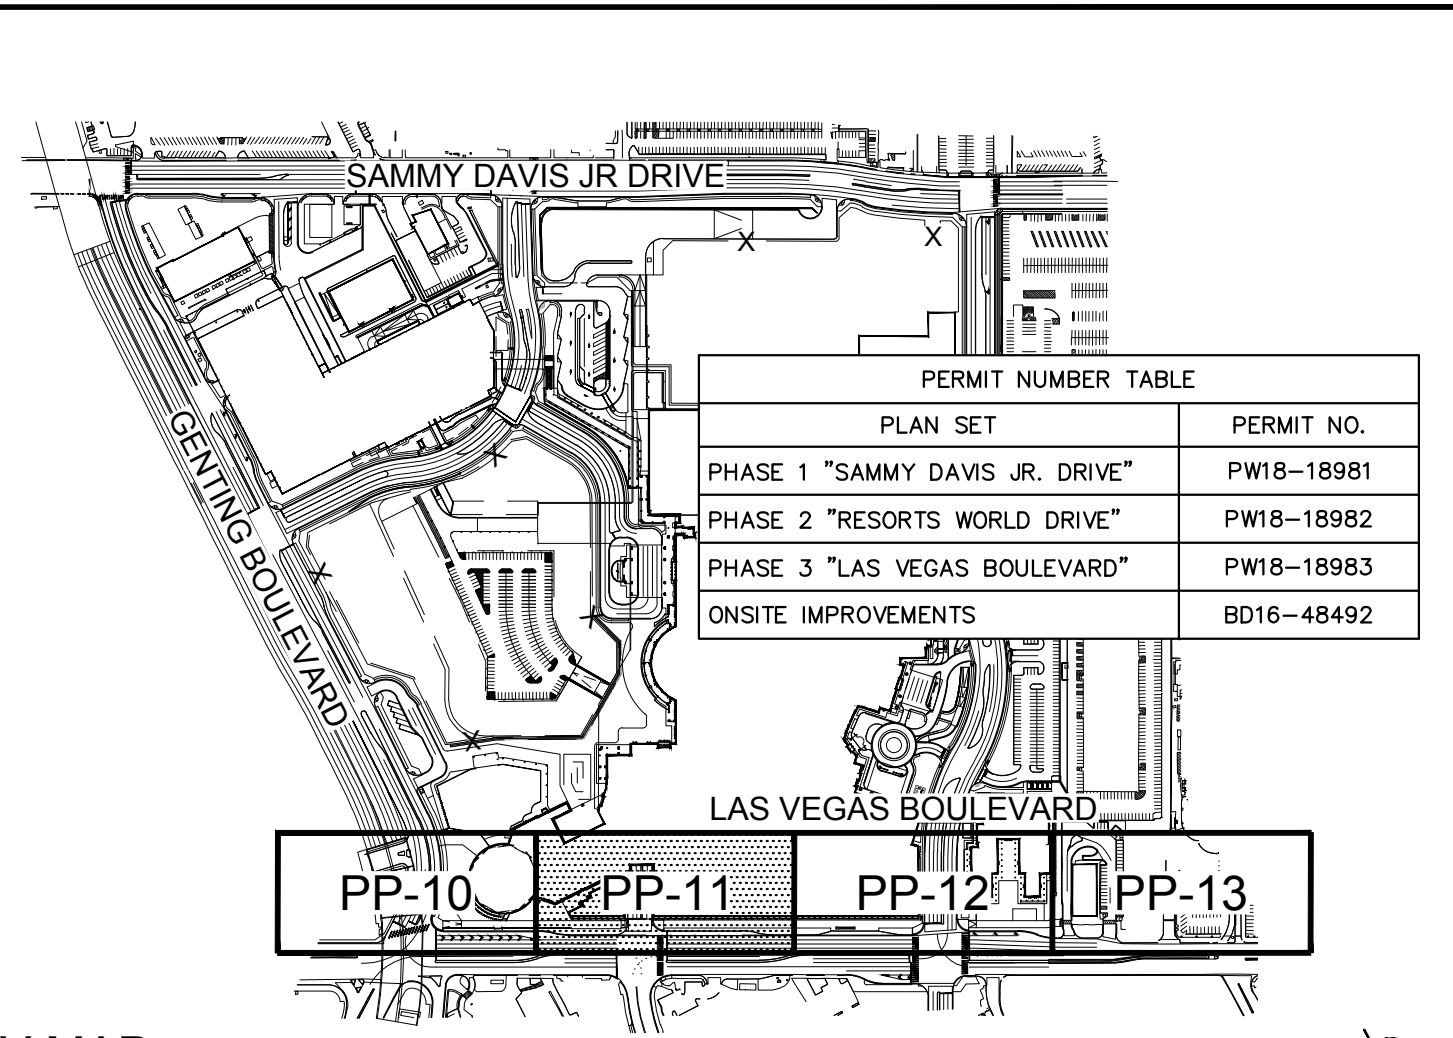 SAMMY DAVIS JR DRIVE
X
X
PERMIT NUMBER TABLE
PLAN SET PERMIT NO.
PHASE 1 "SAMMY DAVIS JR. DRIVE" PW18-18981
PHASE 2 "RESORTS WORLD DRIVE" PW18-18982
PHASE 3 "LAS VEGAS BOULEVARD" PW18-18983
ONSITE IMPROVEMENTS BD16-48492
GENTING BOULEVARD
X
X
X
LAS VEGAS BOULEVARD
PP-10 PP-11 PP-12 PP-13